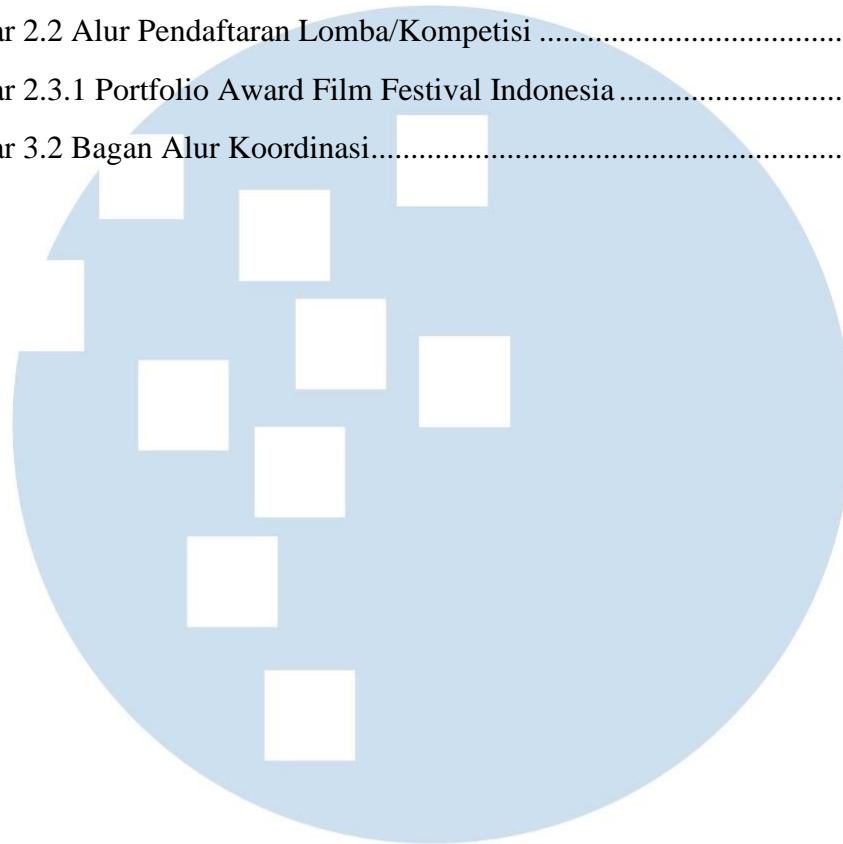 ar 2.2 Alur Pendaftaran Lomba/Kompetisi ......................................
ar 2.3.1 Portfolio Award Film Festival Indonesia ............................
ar 3.2 Bagan Alur Koordinasi...........................................................